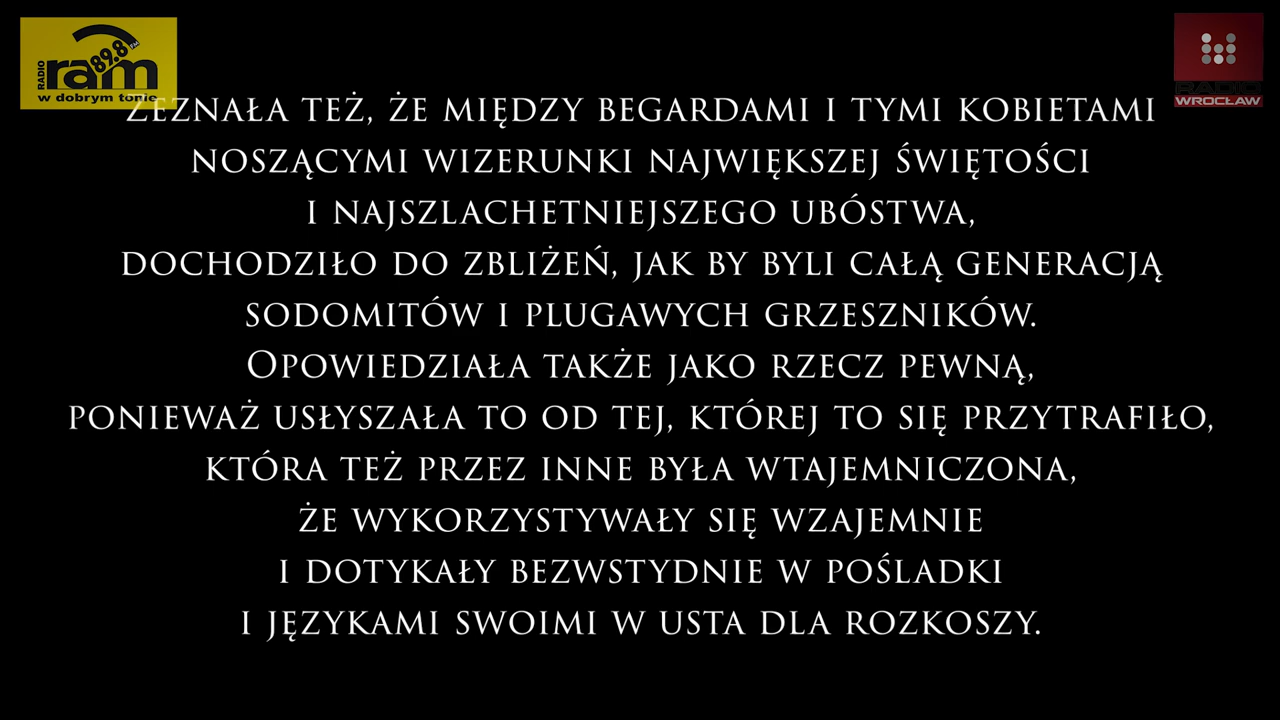 RADIO
ram
89.8 FM
w dobrym tonie
RADIO
WROCŁAW
ZEZNAŁA TEŻ, ŻE MIĘDZY BEGARDAMI I TYMI KOBIETAMI
NOSZĄCYMI WIZERUNKI NAJWIĘKSZEJ ŚWIĘTOŚCI
I NAJSZLACHETNIEJSZEGO UBÓSTWA,
DOCHODZIŁO DO ZBLIŻEŃ, JAK BY BYLI CAŁĄ GENERACJĄ
SODOMITÓW I PLUGAWYCH GRZESZNIKÓW.
OPOWIEDZIAŁA TAKŻE JAKO RZECZ PEWNĄ,
PONIEWAŻ USŁYSZAŁA TO OD TEJ, KTÓREJ TO SIĘ PRZYTRAFIŁO,
KTÓRA TEŻ PRZEZ INNE BYŁA WTAJEMNICZONA,
ŻE WYKORZYSTYWAŁY SIĘ WZAJEMNIE
I DOTYKAŁY BEZWSTYDNIE W POŚLADKI
I JĘZYKAMI SWOIMI W USTA DLA ROZKOSZY.